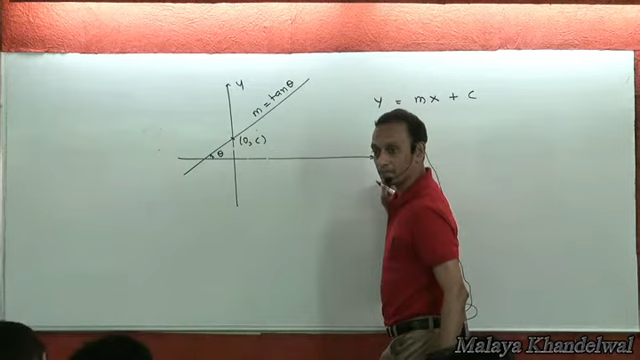 y
m = tanθ
y = mx + c
(0, c)
θ
Malaya Khandelwal